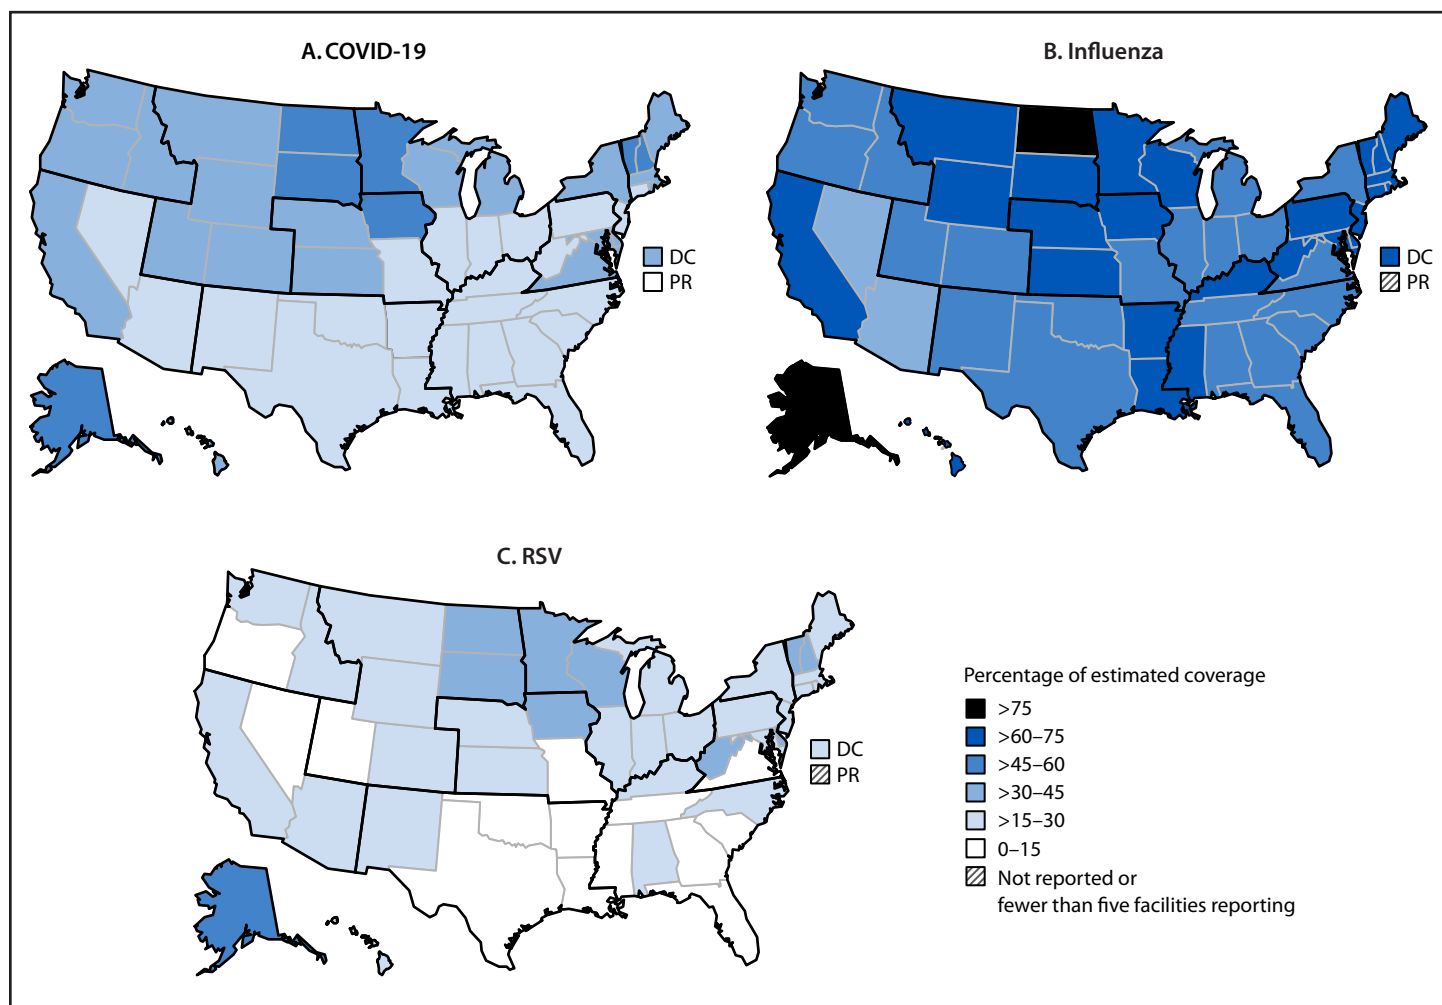 A. COVID-19
B. Influenza
DC
PR
DC
PR
C. RSV
DC
PR
Percentage of estimated coverage
>75
>60–75
>45–60
>30–45
>15–30
0–15
Not reported or
fewer than five facilities reporting